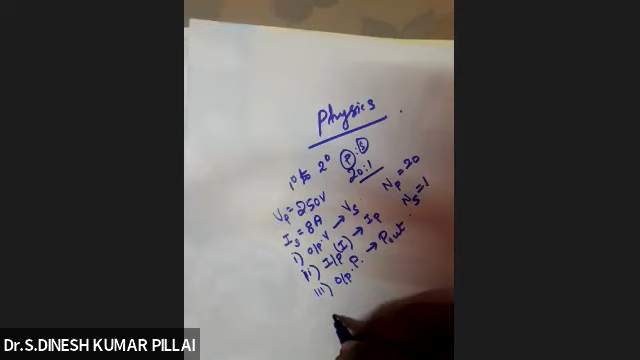 Physics
1° to 2° P:S
20:1
Np=20
Ns=1
Vp=250V
Is=8A
i) O/P V → Vs
ii) I/P (I) → Ip
iii) O/P P. → Pout
Dr.S.DINESH KUMAR PILLAI